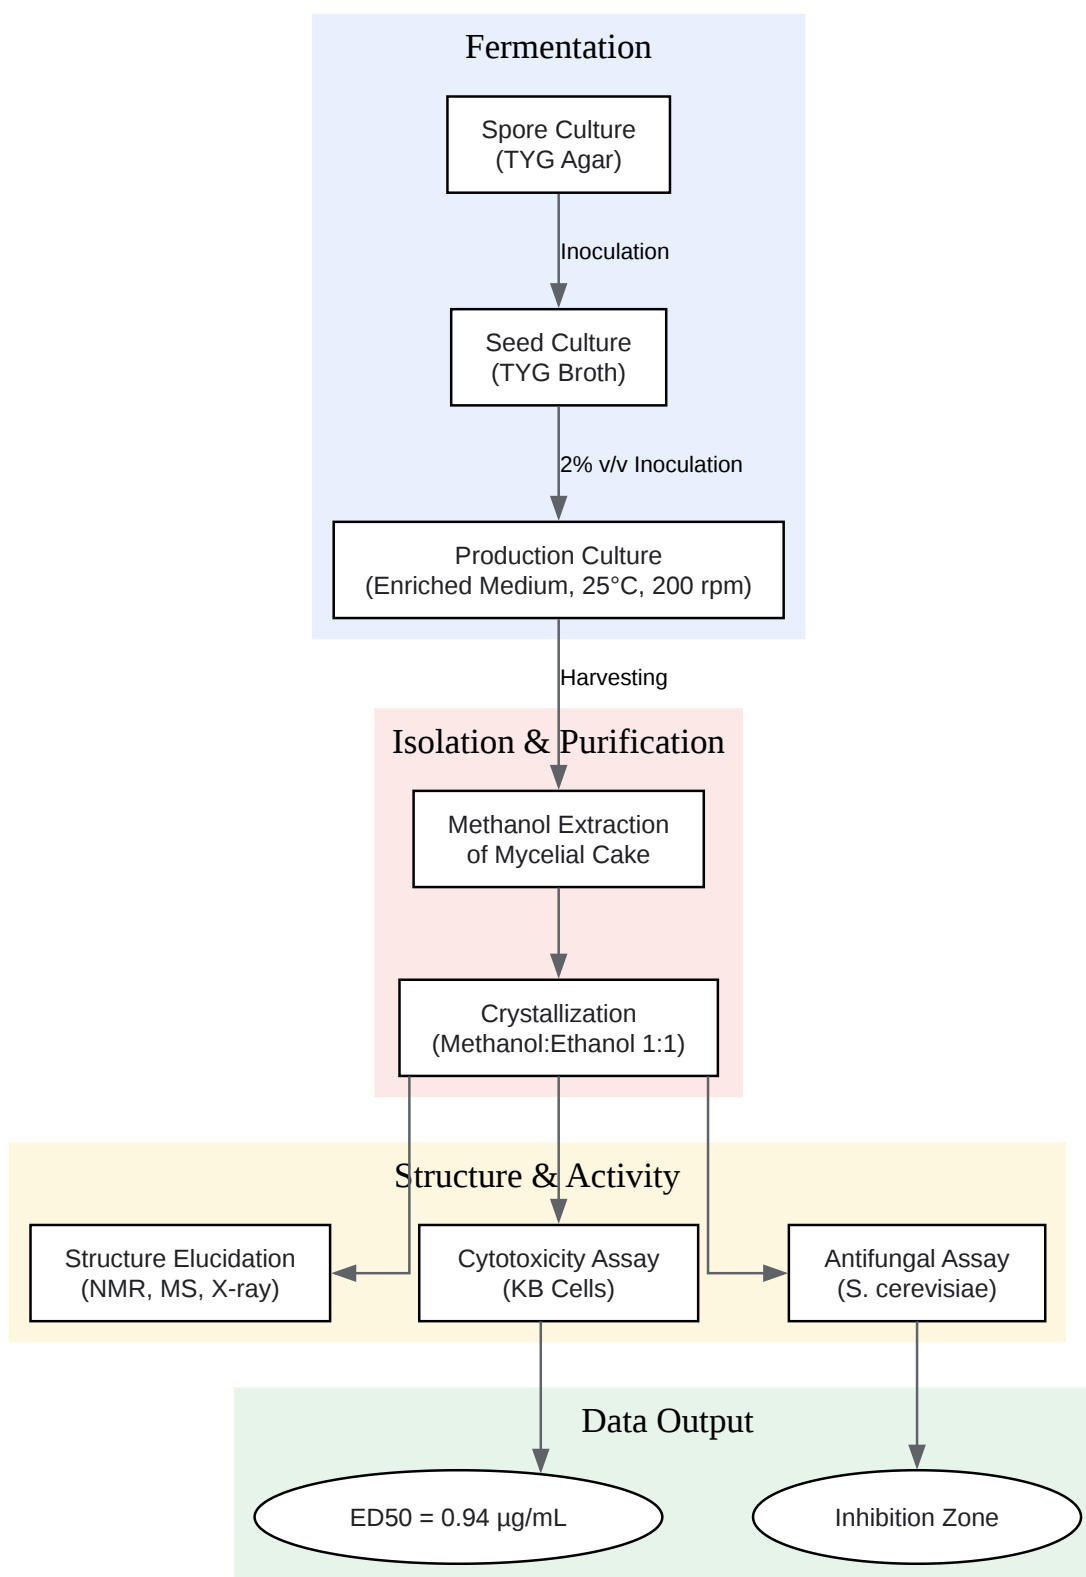 Fermentation
Spore Culture
(TYG Agar)
Inoculation
Seed Culture
(TYG Broth)
2% v/v Inoculation
Production Culture
(Enriched Medium, 25°C, 200 rpm)
Harvesting
Isolation & Purification
Methanol Extraction
of Mycelial Cake
Crystallization
(Methanol:Ethanol 1:1)
Structure & Activity
Structure Elucidation
(NMR, MS, X-ray)
Cytotoxicity Assay
(KB Cells)
Antifungal Assay
(S. cerevisiae)
Data Output
ED50 = 0.94 µg/mL
Inhibition Zone